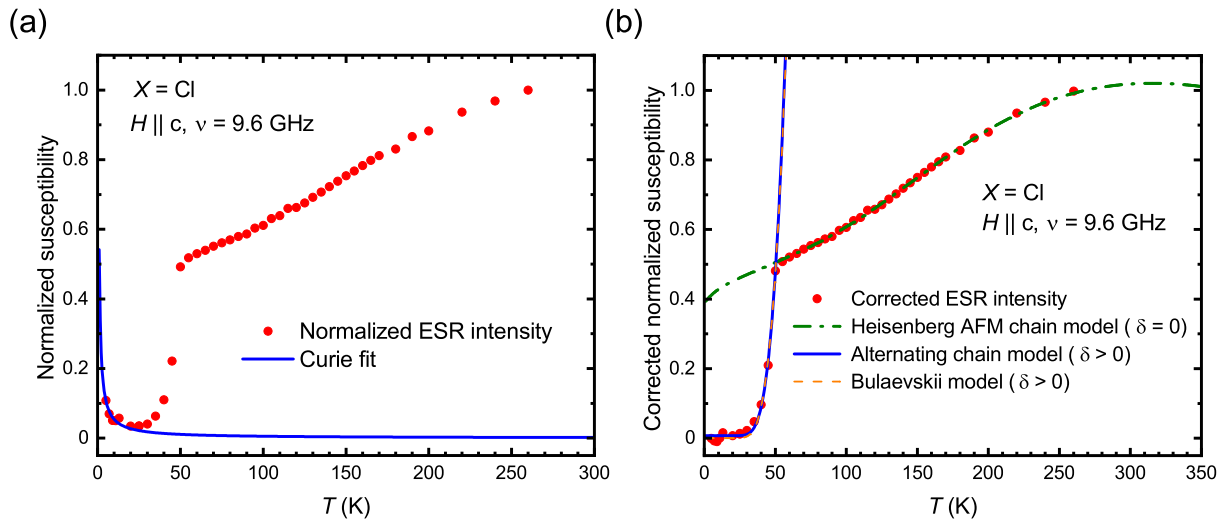 (a)
Normalized susceptibility
1.0
0.8
0.6
0.4
0.2
0
X = Cl
H || c, ν = 9.6 GHz
Normalized ESR intensity
Curie fit
0 50 100 150 200 250 300
T (K)
(b)
Corrected normalized susceptibility
1.0
0.8
0.6
0.4
0.2
0
X = Cl
H || c, ν = 9.6 GHz
Corrected ESR intensity
Heisenberg AFM chain model ( δ = 0)
Alternating chain model ( δ > 0)
Bulaevskii model ( δ > 0)
0 50 100 150 200 250 300 350
T (K)